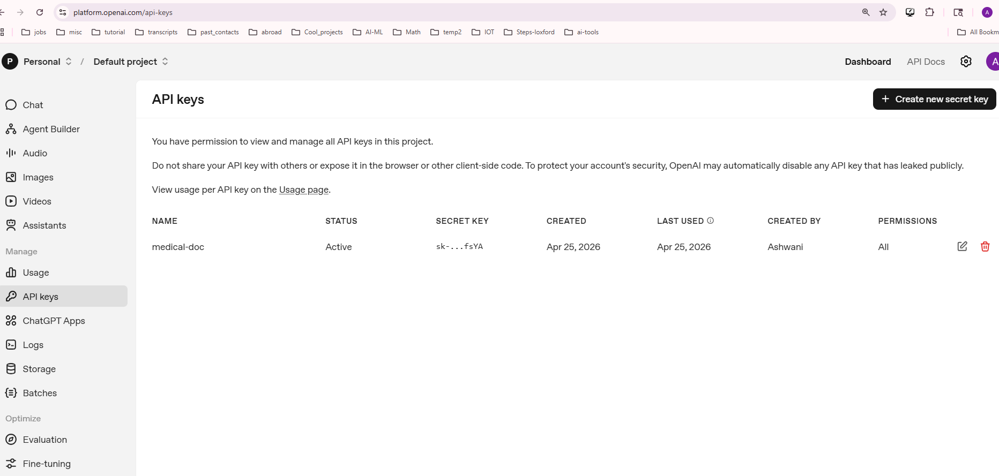 platform.openai.com/api-keys
A
jobs misc tutorial transcripts past_contacts abroad Cool_projects AI-ML Math temp2 IOT Steps-loxford ai-tools All Bookm
P Personal / Default project Dashboard API Docs A
Chat
Agent Builder
Audio
Images
Videos
Assistants
Manage
Usage
API keys
ChatGPT Apps
Logs
Storage
Batches
Optimize
Evaluation
Fine-tuning
API keys
+ Create new secret key
You have permission to view and manage all API keys in this project.
Do not share your API key with others or expose it in the browser or other client-side code. To protect your account's security, OpenAI may automatically disable any API key that has leaked publicly.
View usage per API key on the Usage page.
NAME STATUS SECRET KEY CREATED LAST USED CREATED BY PERMISSIONS
medical-doc Active sk-...fsYA Apr 25, 2026 Apr 25, 2026 Ashwani All